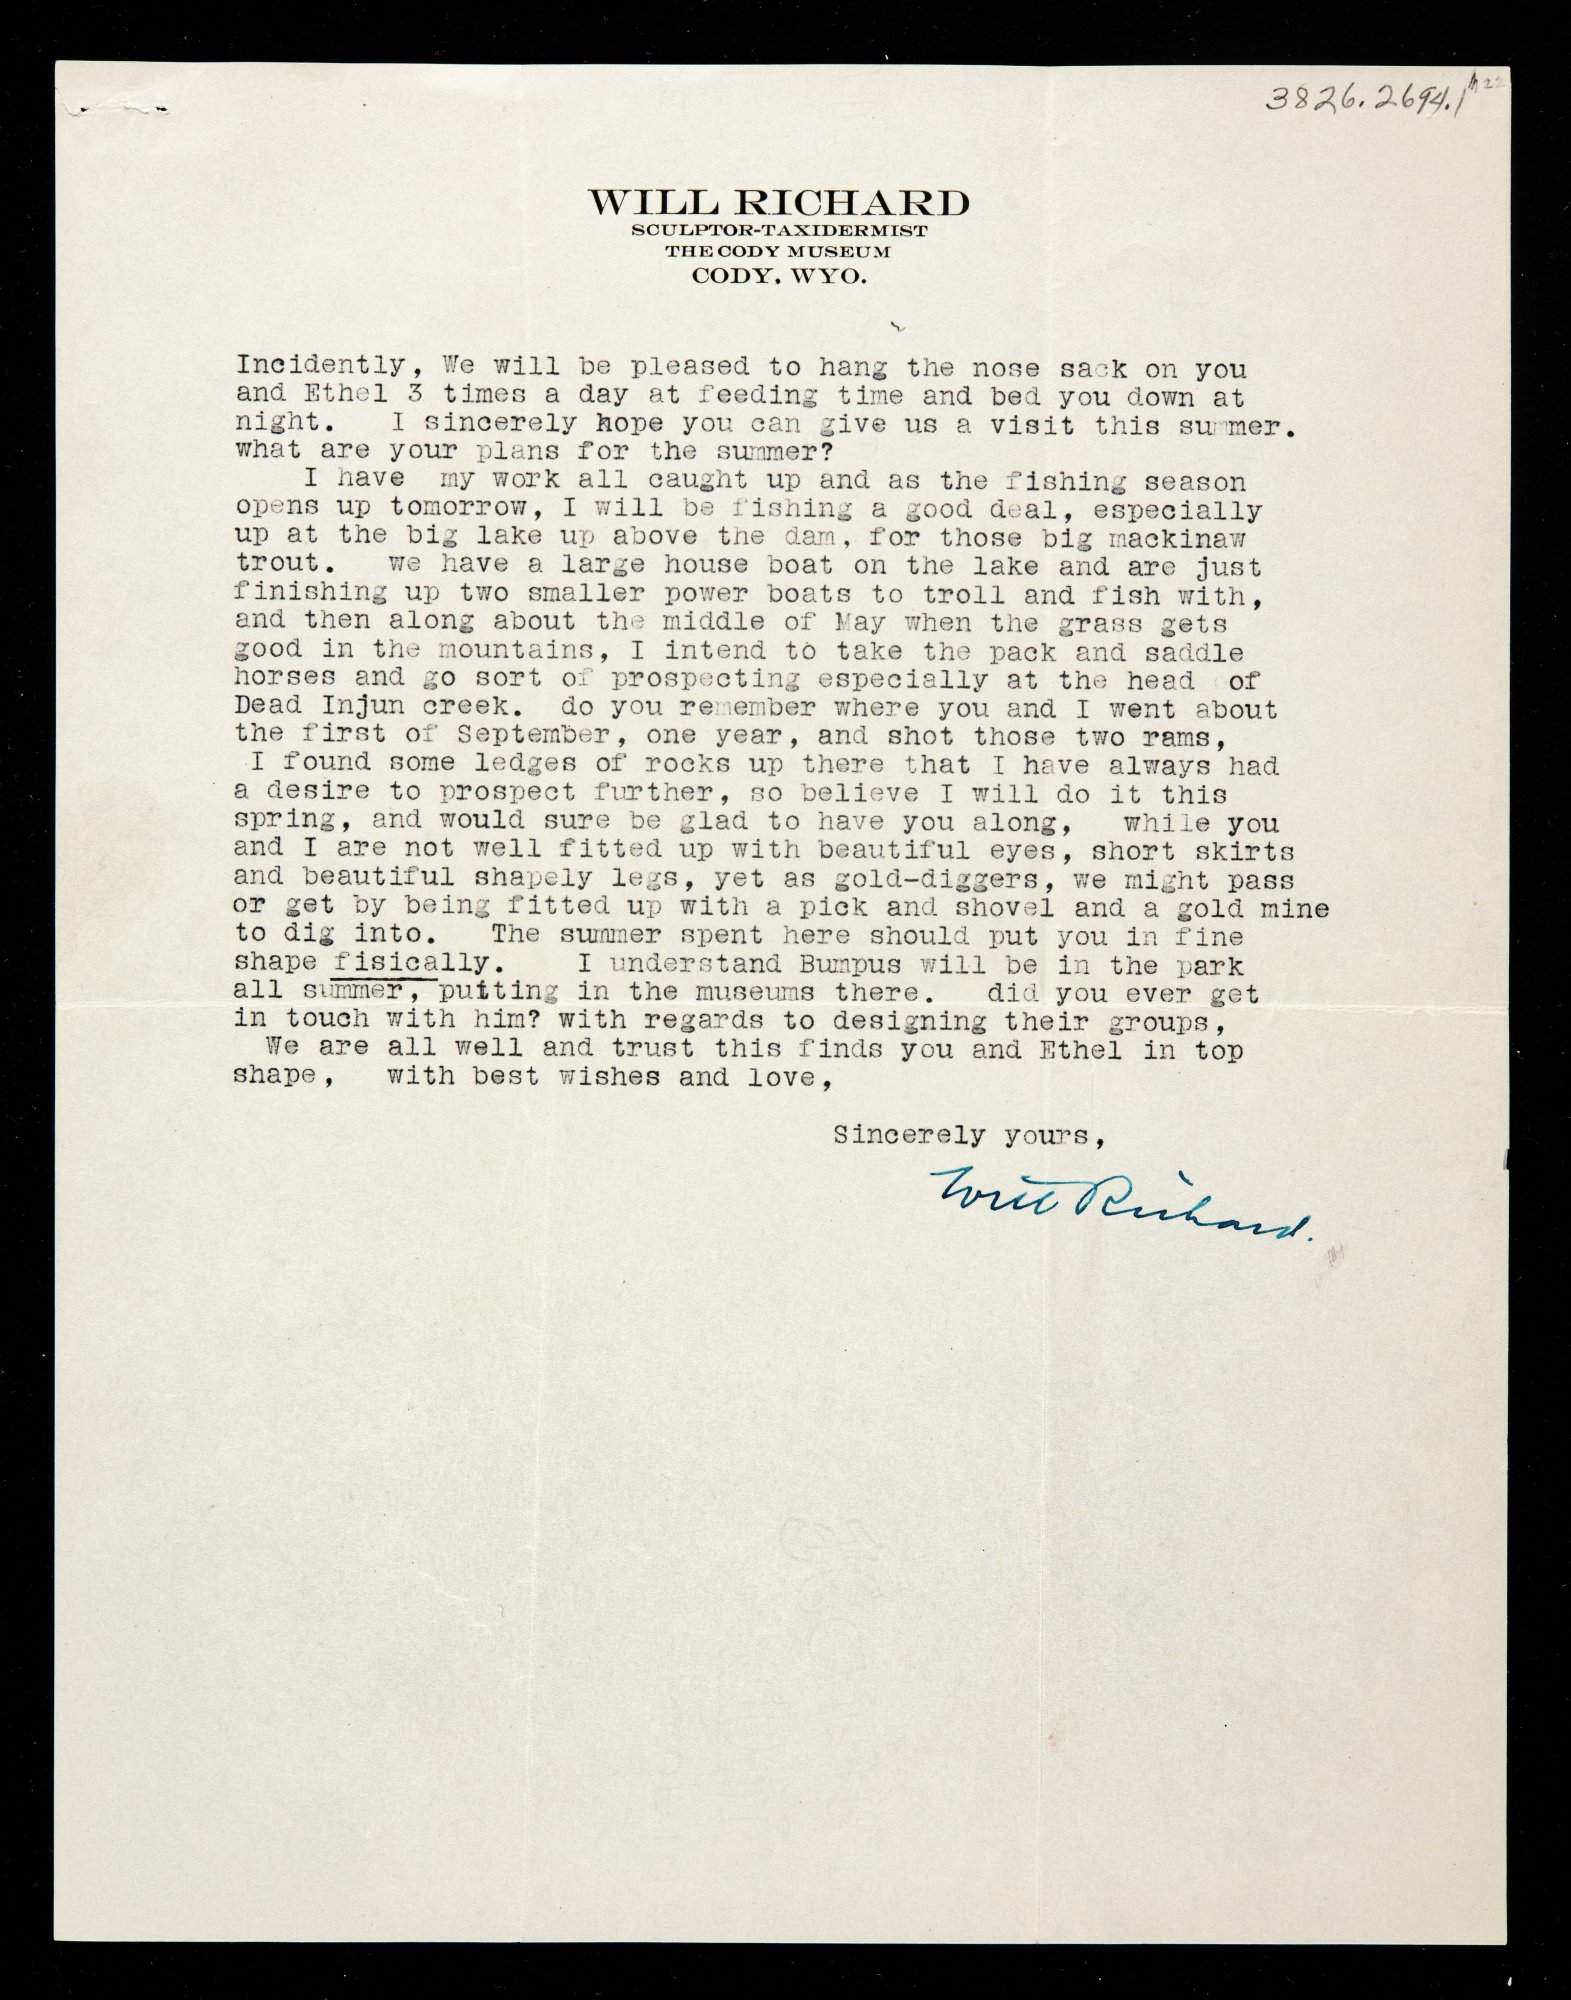 3826.2694.1
WILL RICHARD
SCULPTOR-TAXIDERMIST
THE CODY MUSEUM
CODY, WYO.
Incidently, We will be pleased to hang the nose sack on you
and Ethel 3 times a day at feeding time and bed you down at
night. I sincerely hope you can give us a visit this summer.
what are your plans for the summer?
I have my work all caught up and as the fishing season
opens up tomorrow, I will be fishing a good deal, especially
up at the big lake up above the dam, for those big mackinaw
trout. we have a large house boat on the lake and are just
finishing up two smaller power boats to troll and fish with,
and then along about the middle of May when the grass gets
good in the mountains, I intend to take the pack and saddle
horses and go sort of prospecting especially at the head of
Dead Injun creek. do you remember where you and I went about
the first of September, one year, and shot those two rams,
I found some ledges of rocks up there that I have always had
a desire to prospect further, so believe I will do it this
spring, and would sure be glad to have you along, while you
and I are not well fitted up with beautiful eyes, short skirts
and beautiful shapely legs, yet as gold-diggers, we might pass
or get by being fitted up with a pick and shovel and a gold mine
to dig into. The summer spent here should put you in fine
shape fisically. I understand Bumpus will be in the park
all summer, putting in the museums there. did you ever get
in touch with him? with regards to designing their groups,
We are all well and trust this finds you and Ethel in top
shape, with best wishes and love,
Sincerely yours,
Will Richard.